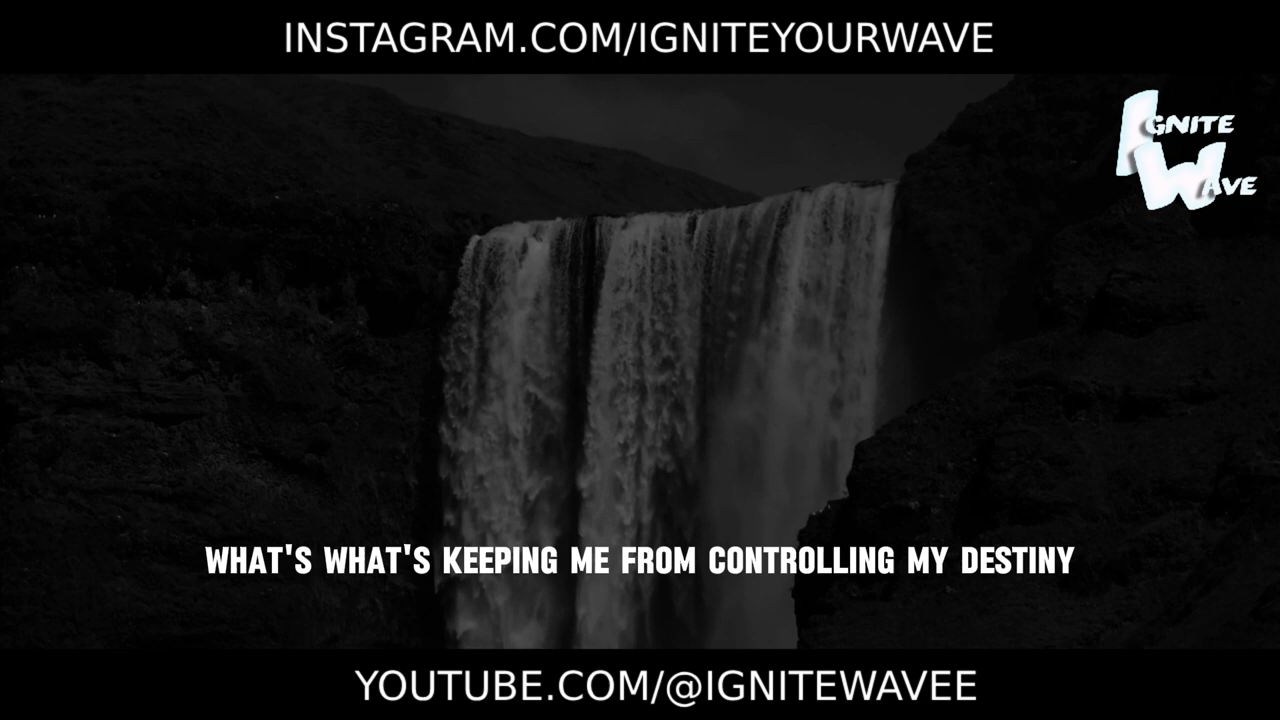 INSTAGRAM.COM/IGNITEYOURWAVE
IGNITE
WAVE
WHAT'S WHAT'S KEEPING ME FROM CONTROLLING MY DESTINY
YOUTUBE.COM/@IGNITEWAVEE